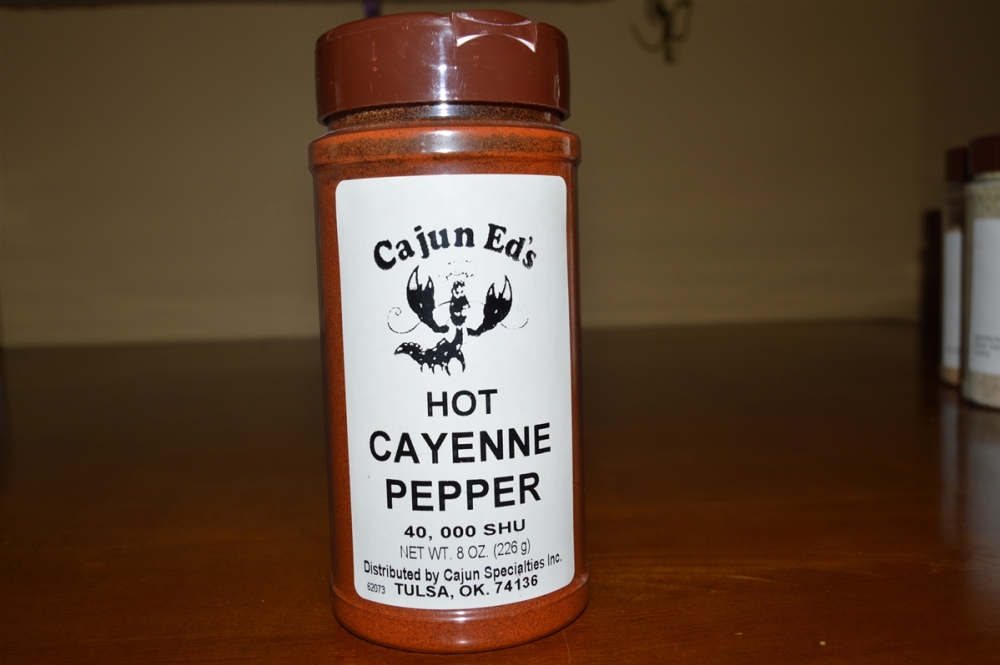 Cajun Ed's
HOT
CAYENNE
PEPPER
40, 000 SHU
NET WT. 8 OZ. (226 g)
Distributed by Cajun Specialties Inc.
62073 TULSA, OK. 74136